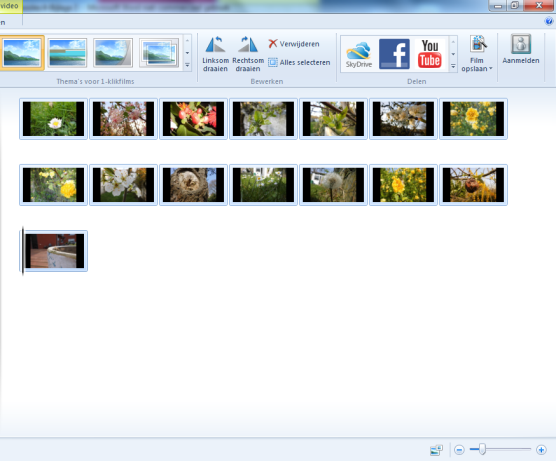 video
en
Linksom draaien
Rechtsom draaien
Verwijderen
Alles selecteren
SkyDrive
f
You Tube
Film opslaan
Aanmelden
Thema's voor 1-klikfilms
Bewerken
Delen